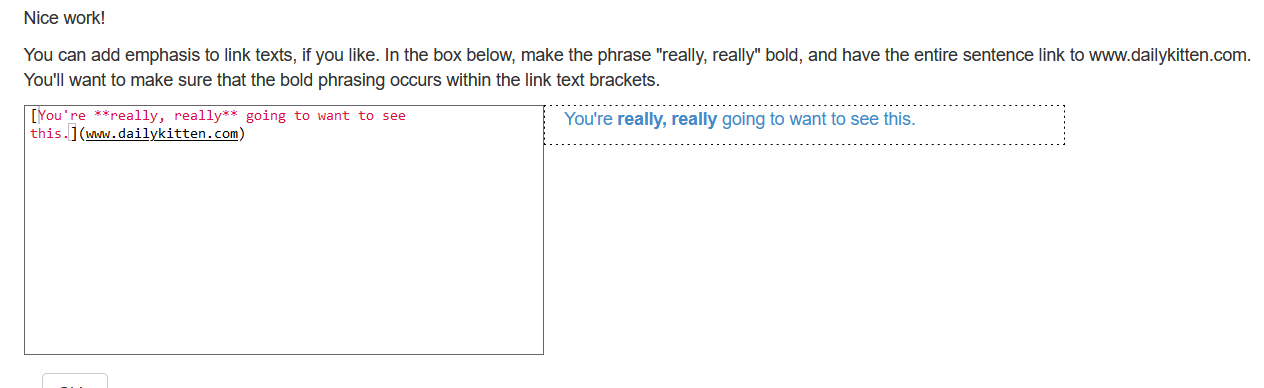 Nice work!
You can add emphasis to link texts, if you like. In the box below, make the phrase "really, really" bold, and have the entire sentence link to www.dailykitten.com.
You'll want to make sure that the bold phrasing occurs within the link text brackets.
[You're **really, really** going to want to see
this.](www.dailykitten.com)
You're really, really going to want to see this.